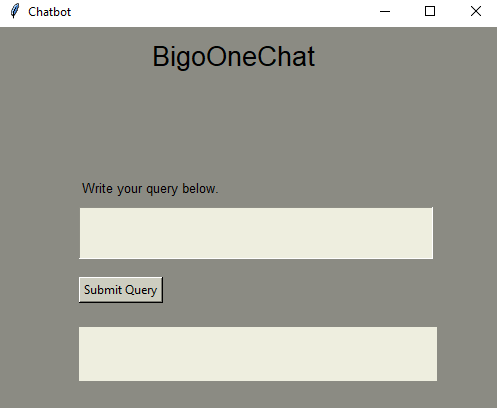 Chatbot
BigoOneChat
Write your query below.
Submit Query